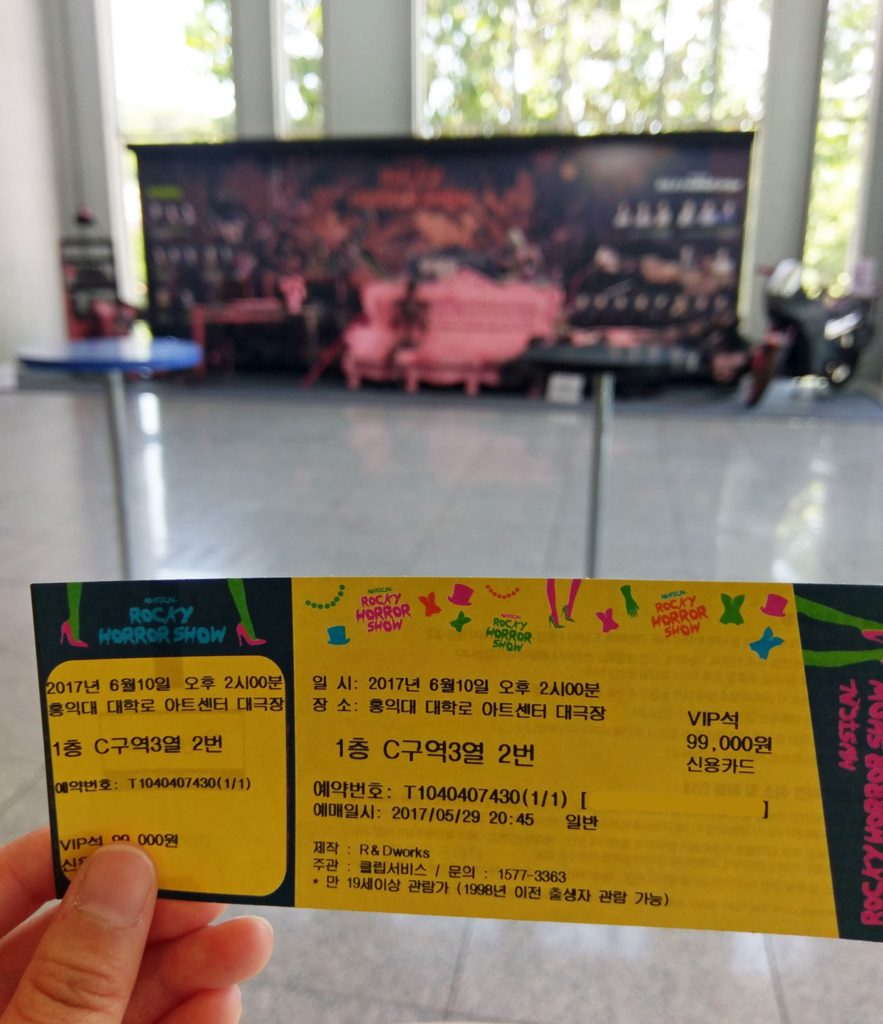 MUSICAL
ROCKY
HORROR SHOW
2017년 6월10일 오후 2시00분
홍익대 대학로 아트센터 대극장
1층 C구역3열 2번
예약번호: T1040407430(1/1)
VIP석 99,000원
신
MUSICAL
ROCKY
HORROR
SHOW
MUSICAL
ROCKY
HORROR
SHOW
MUSICAL
ROCKY
HORROR
SHOW
일 시: 2017년 6월10일 오후 2시00분
장 소: 홍익대 대학로 아트센터 대극장
1층 C구역3열 2번
VIP석
99,000원
신용카드
예약번호: T1040407430(1/1) [ ]
예매일시: 2017/05/29 20:45 일반
제작 : R&Dworks
주관 : 클립서비스 / 문의 : 1577-3363
* 만 19세이상 관람가 (1998년 이전 출생자 관람 가능)
MUSICAL
ROCKY HORROR SHOW